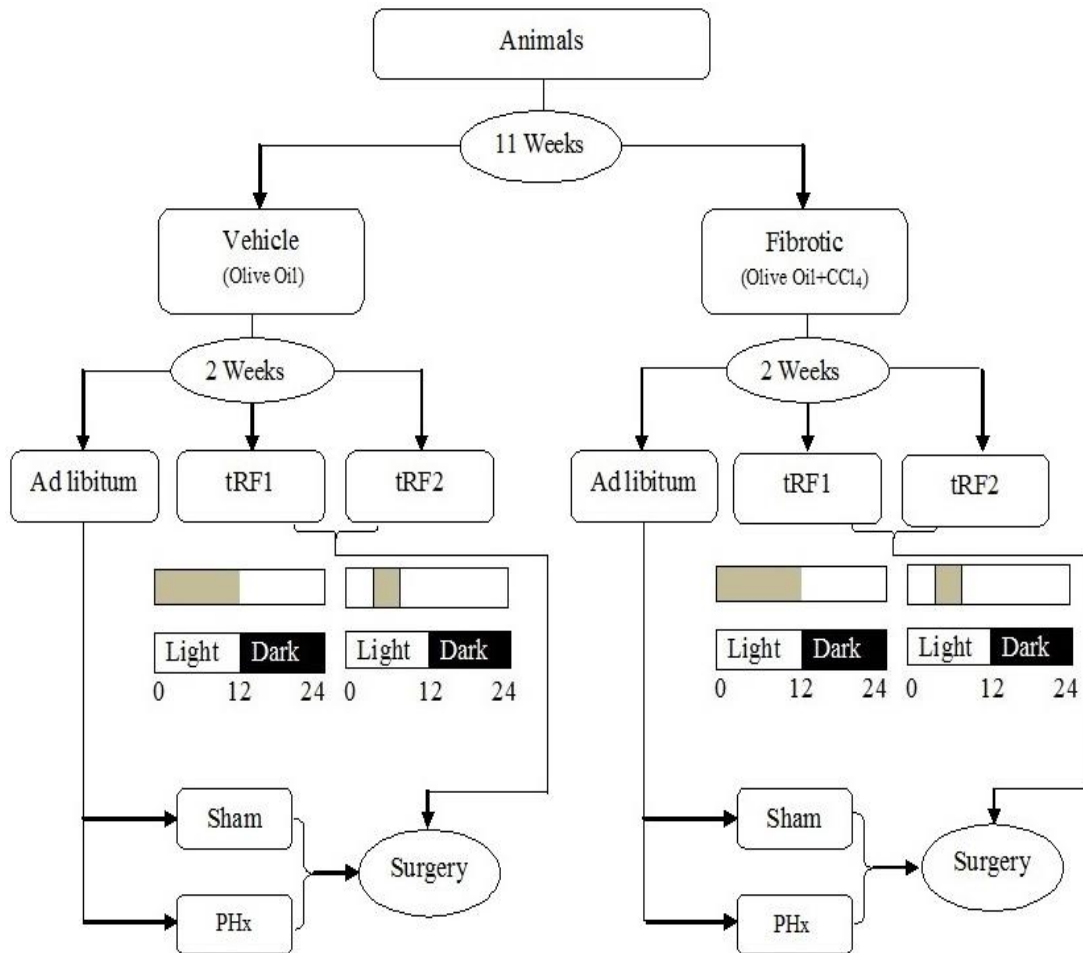 Animals
11 Weeks
Vehicle
(Olive Oil)
Fibrotic
(Olive Oil+CCl₄)
2 Weeks
2 Weeks
Ad libitum
tRF1
tRF2
Ad libitum
tRF1
tRF2
Light Dark
Light Dark
Light Dark
Light Dark
0 12 24
0 12 24
0 12 24
0 12 24
Sham
Surgery
PHx
Sham
Surgery
PHx